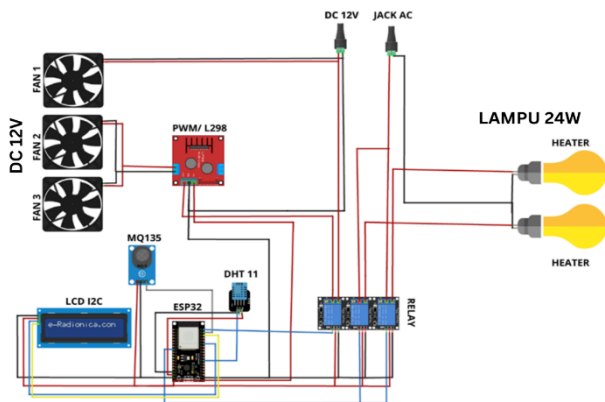 DC 12V
JACK AC
FAN 1
DC 12V
FAN 2
FAN 3
PWM/ L298
LAMPU 24W
HEATER
HEATER
MQ135
DHT 11
LCD I2C
e-Radionica.com
ESP32
RELAY